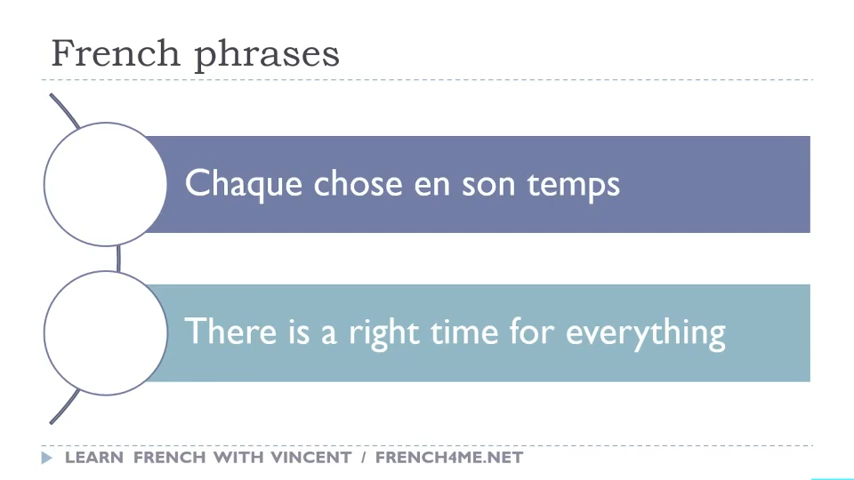 French phrases
Chaque chose en son temps
There is a right time for everything
LEARN FRENCH WITH VINCENT / FRENCH4ME.NET